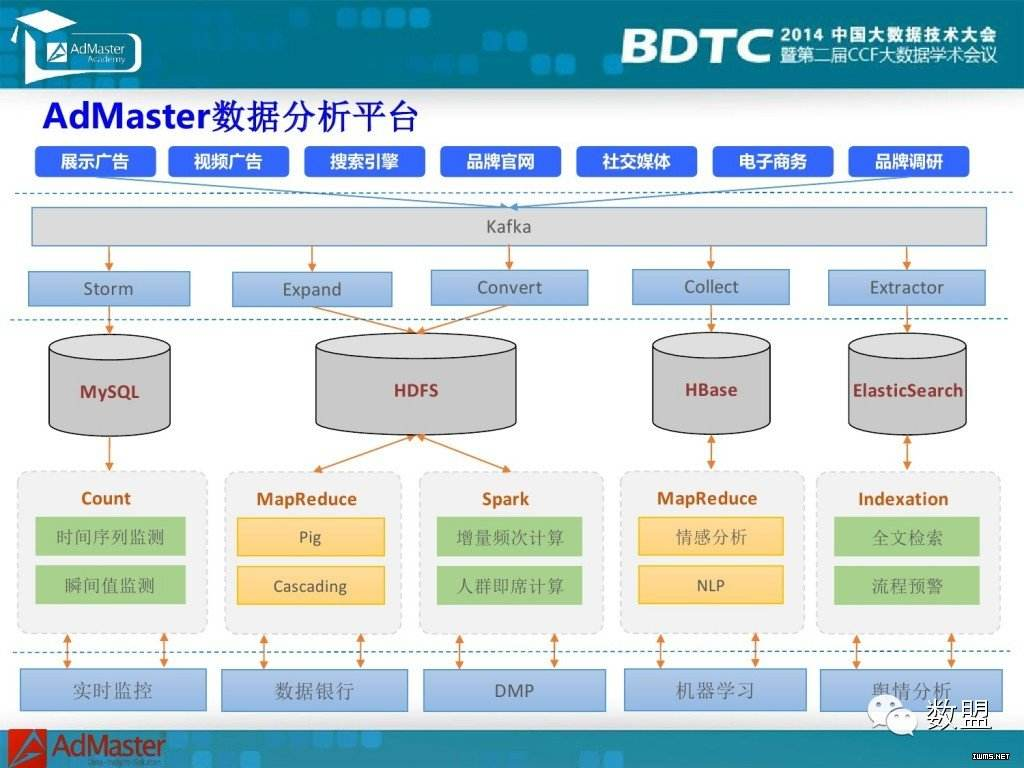 AdMaster
Academy
BDTC 2014 中国大数据技术大会
暨第二届CCF大数据学术会议
AdMaster数据分析平台
展示广告 视频广告 搜索引擎 品牌官网 社交媒体 电子商务 品牌调研
Kafka
Storm Expand Convert Collect Extractor
MySQL HDFS HBase ElasticSearch
Count MapReduce Spark MapReduce Indexation
时间序列监测 Pig 增量频次计算 情感分析 全文检索
瞬间值监测 Cascading 人群即席计算 NLP 流程预警
实时监控 数据银行 DMP 机器学习 舆情分析
数盟
AdMaster
Data·Insight·Solution
IWMS.NET